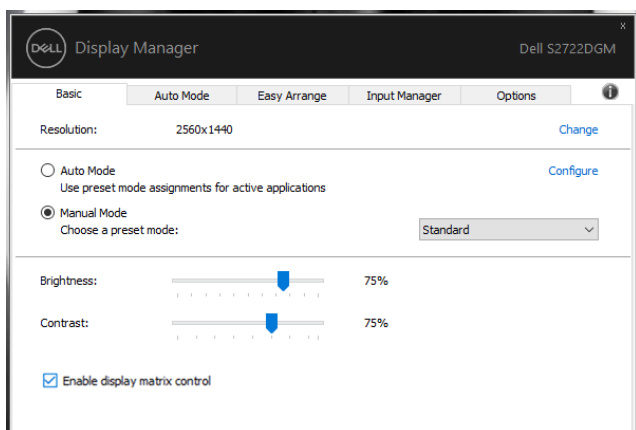 DELL Display Manager Dell S2722DGM
x
Basic Auto Mode Easy Arrange Input Manager Options
Resolution: 2560x1440 Change
Auto Mode Configure
Use preset mode assignments for active applications
Manual Mode
Choose a preset mode: Standard
Brightness: 75%
Contrast: 75%
Enable display matrix control